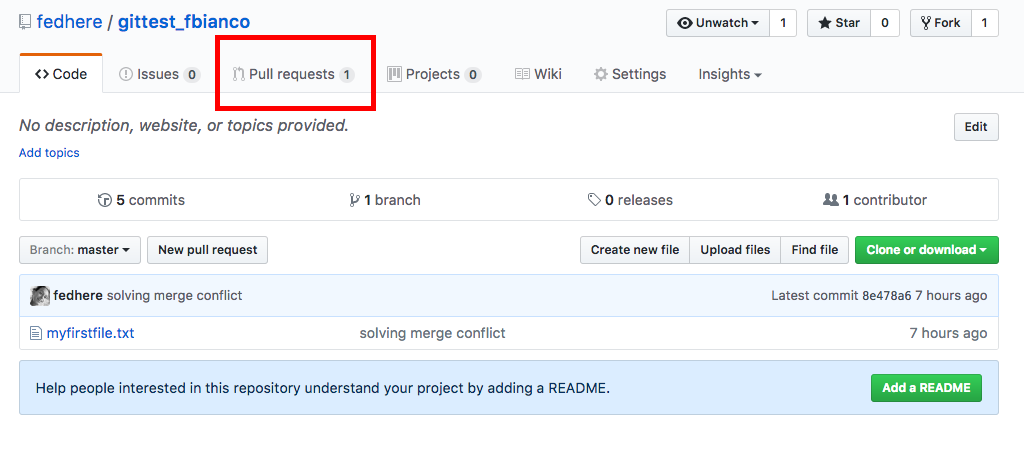 fedhere / gittest_fbianco Unwatch 1 Star 0 Fork 1
Code Issues 0 Pull requests 1 Projects 0 Wiki Settings Insights
No description, website, or topics provided. Edit
Add topics
5 commits 1 branch 0 releases 1 contributor
Branch: master New pull request Create new file Upload files Find file Clone or download
fedhere solving merge conflict Latest commit 8e478a6 7 hours ago
myfirstfile.txt solving merge conflict 7 hours ago
Help people interested in this repository understand your project by adding a README. Add a README